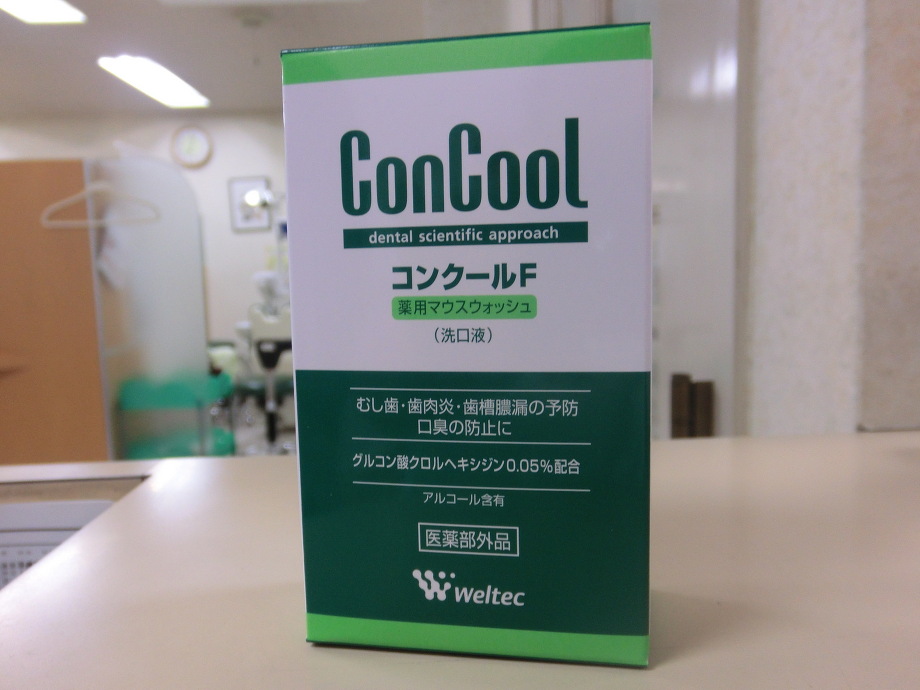 ConCool
dental scientific approach
コンクールF
薬用マウスウォッシュ
（洗口液）
むし歯・歯肉炎・歯槽膿漏の予防
口臭の防止に
グルコン酸クロルヘキシジン0.05%配合
アルコール含有
医薬部外品
weltec